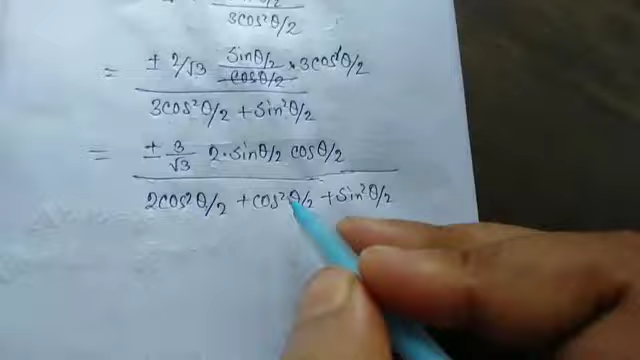 3cos²θ/2
= ± 2/√3 sinθ/2 / cosθ/2 · 3cos²θ/2
3cos²θ/2 + sin²θ/2
= ± 3/√3 2·sinθ/2 cosθ/2
2cos²θ/2 + cos²θ/2 + sin²θ/2